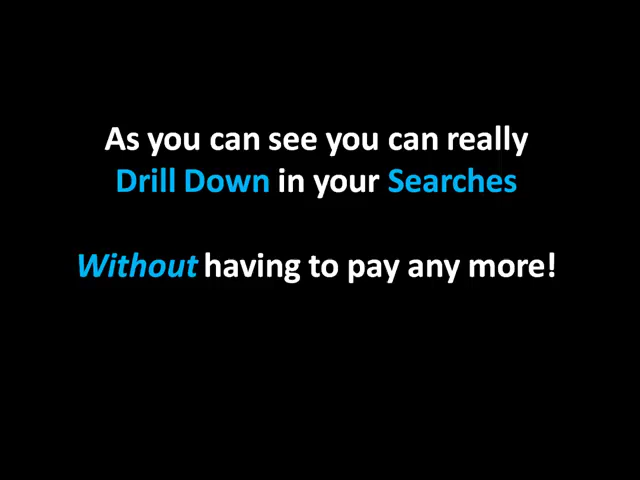 As you can see you can really
Drill Down in your Searches
Without having to pay any more!